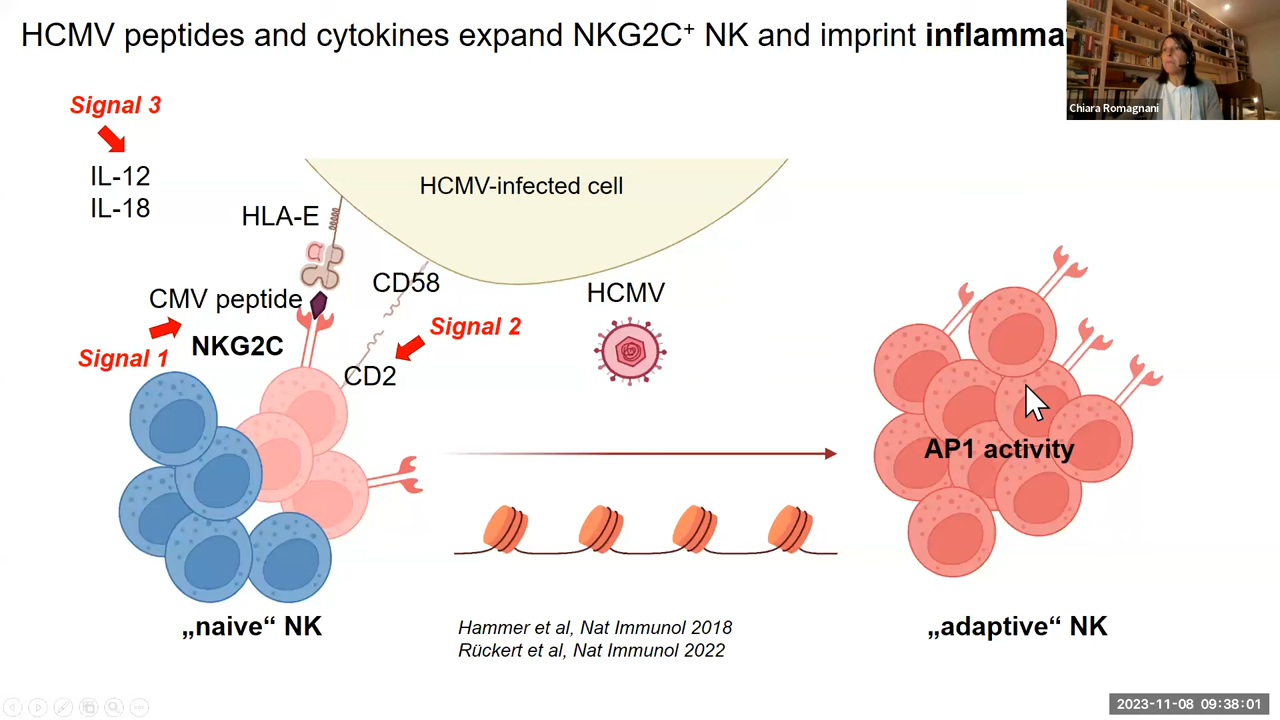 HCMV peptides and cytokines expand NKG2C⁺ NK and imprint inflamma
Chiara Romagnani
Signal 3
IL-12
IL-18
HCMV-infected cell
HLA-E
CD58
HCMV
CMV peptide
Signal 2
Signal 1
NKG2C
CD2
AP1 activity
„naive“ NK
Hammer et al, Nat Immunol 2018
Rückert et al, Nat Immunol 2022
„adaptive“ NK
2023-11-08 09:38:01